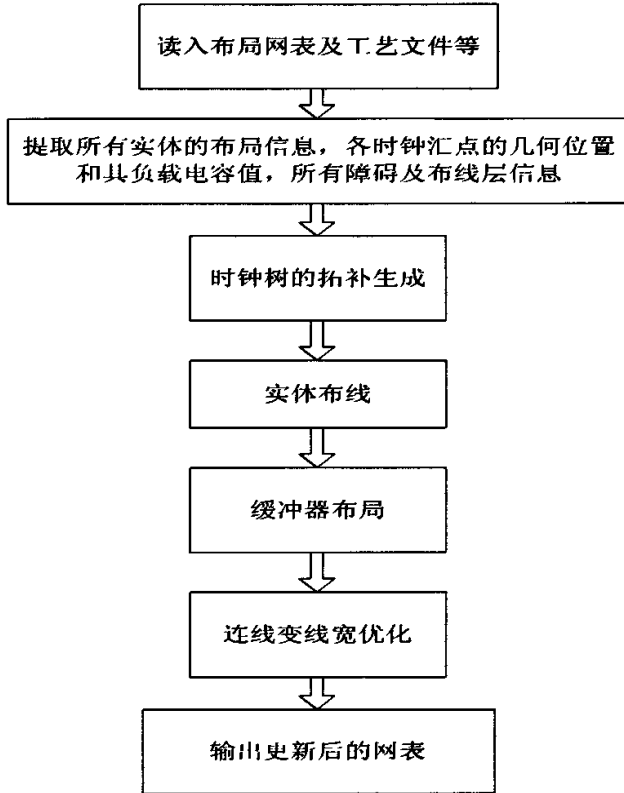 读入布局网表及工艺文件等
提取所有实体的布局信息，各时钟汇点的几何位置
和其负载电容值，所有障碍及布线层信息
时钟树的拓补生成
实体布线
缓冲器布局
连线变线宽优化
输出更新后的网表